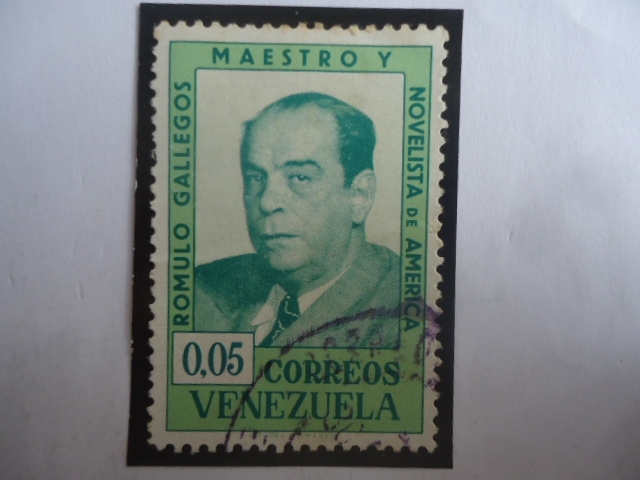 ROMULO GALLEGOS
MAESTRO Y
NOVELISTA DE AMERICA
0,05
CORREOS
VENEZUELA